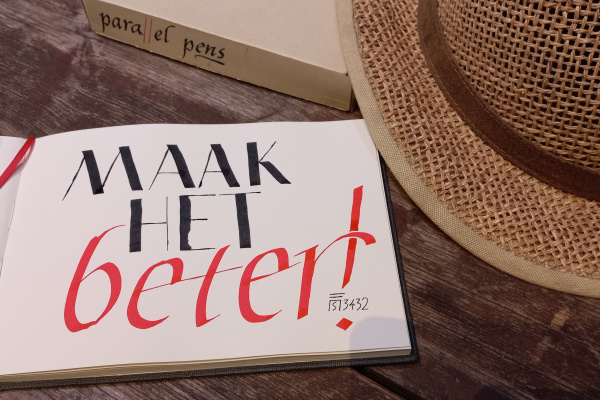 parallel pens
MAAK
HET
beter!